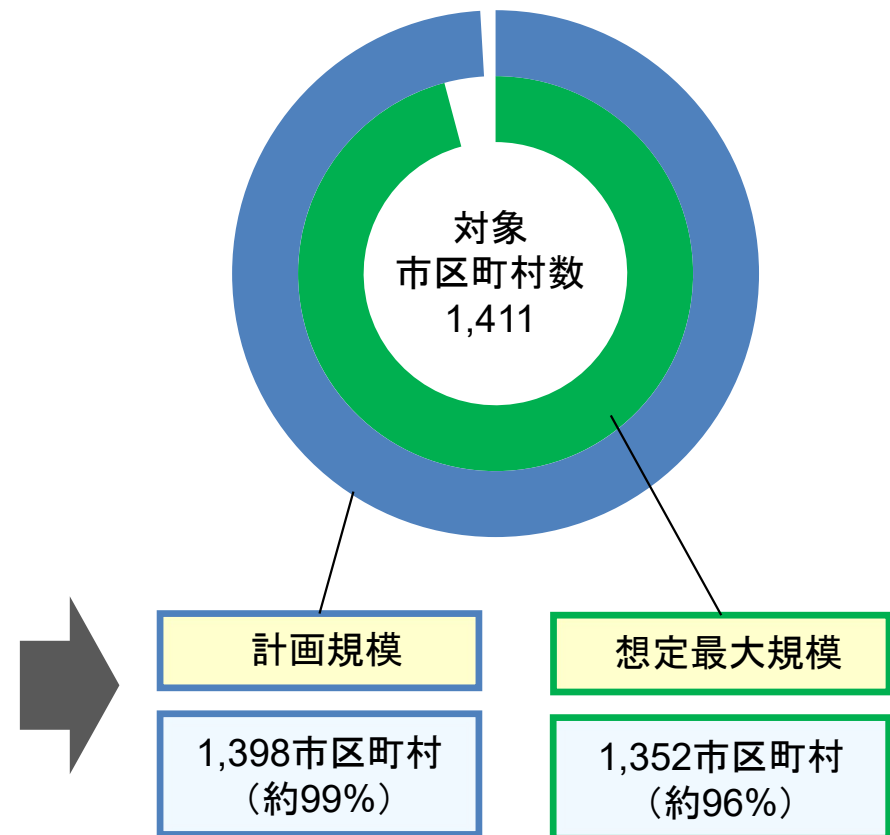 対象
市区町村数
1,411
計画規模
1,398市区町村
（約99%）
想定最大規模
1,352市区町村
（約96%）